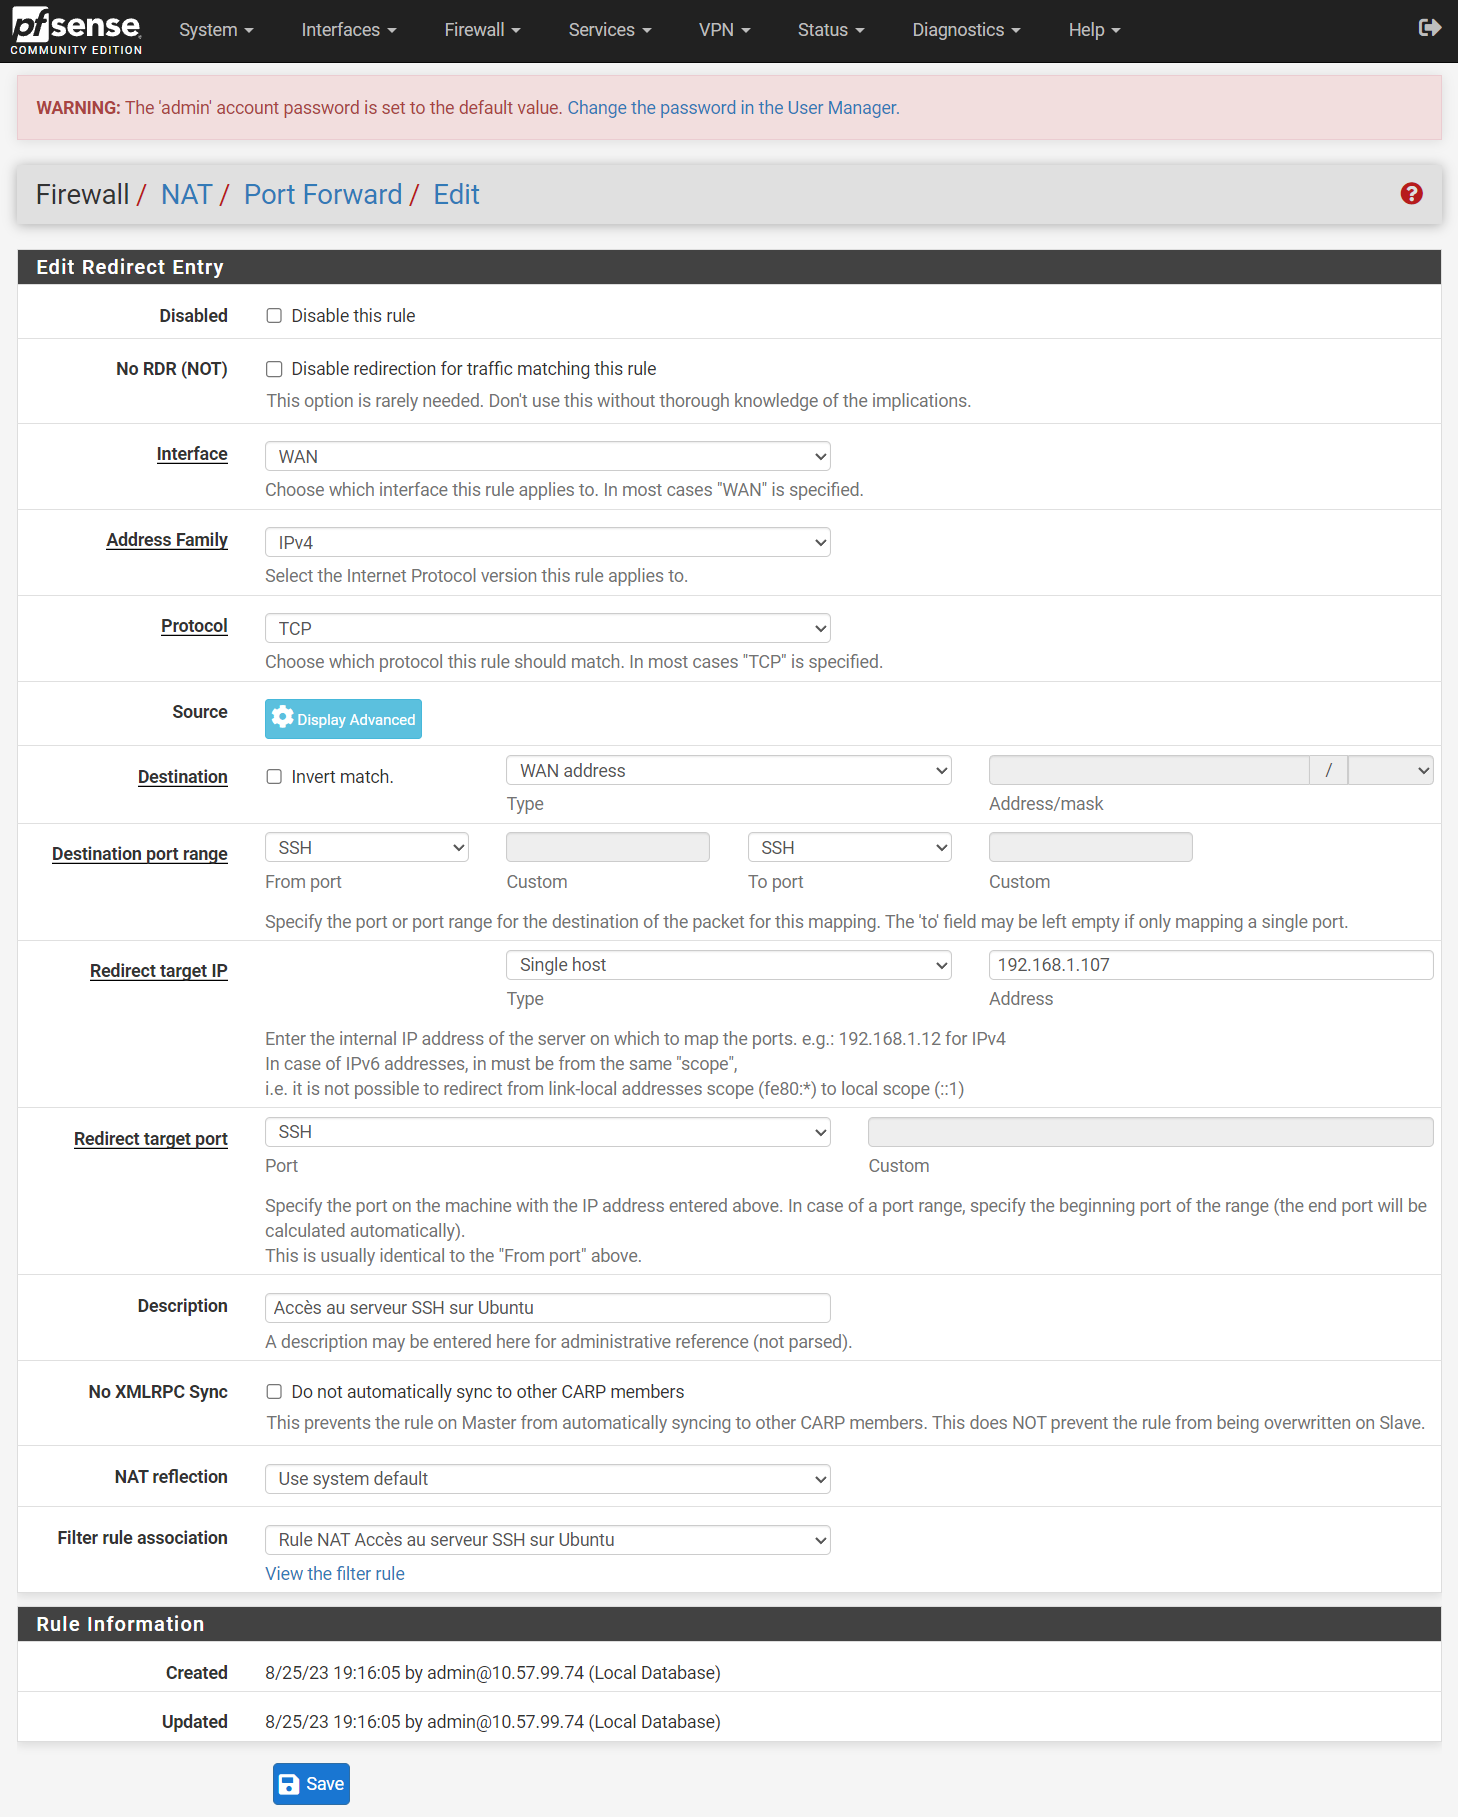 pfsense
COMMUNITY EDITION
System Interfaces Firewall Services VPN Status Diagnostics Help
WARNING: The 'admin' account password is set to the default value. Change the password in the User Manager.
Firewall / NAT / Port Forward / Edit
Edit Redirect Entry
Disabled Disable this rule
No RDR (NOT) Disable redirection for traffic matching this rule
This option is rarely needed. Don't use this without thorough knowledge of the implications.
Interface WAN
Choose which interface this rule applies to. In most cases "WAN" is specified.
Address Family IPv4
Select the Internet Protocol version this rule applies to.
Protocol TCP
Choose which protocol this rule should match. In most cases "TCP" is specified.
Source Display Advanced
Destination Invert match. WAN address /
Type Address/mask
Destination port range SSH SSH
From port Custom To port Custom
Specify the port or port range for the destination of the packet for this mapping. The 'to' field may be left empty if only mapping a single port.
Redirect target IP Single host 192.168.1.107
Type Address
Enter the internal IP address of the server on which to map the ports. e.g.: 192.168.1.12 for IPv4
In case of IPv6 addresses, in must be from the same "scope",
i.e. it is not possible to redirect from link-local addresses scope (fe80:*) to local scope (::1)
Redirect target port SSH
Port Custom
Specify the port on the machine with the IP address entered above. In case of a port range, specify the beginning port of the range (the end port will be
calculated automatically).
This is usually identical to the "From port" above.
Description Accès au serveur SSH sur Ubuntu
A description may be entered here for administrative reference (not parsed).
No XMLRPC Sync Do not automatically sync to other CARP members
This prevents the rule on Master from automatically syncing to other CARP members. This does NOT prevent the rule from being overwritten on Slave.
NAT reflection Use system default
Filter rule association Rule NAT Accès au serveur SSH sur Ubuntu
View the filter rule
Rule Information
Created 8/25/23 19:16:05 by admin@10.57.99.74 (Local Database)
Updated 8/25/23 19:16:05 by admin@10.57.99.74 (Local Database)
Save